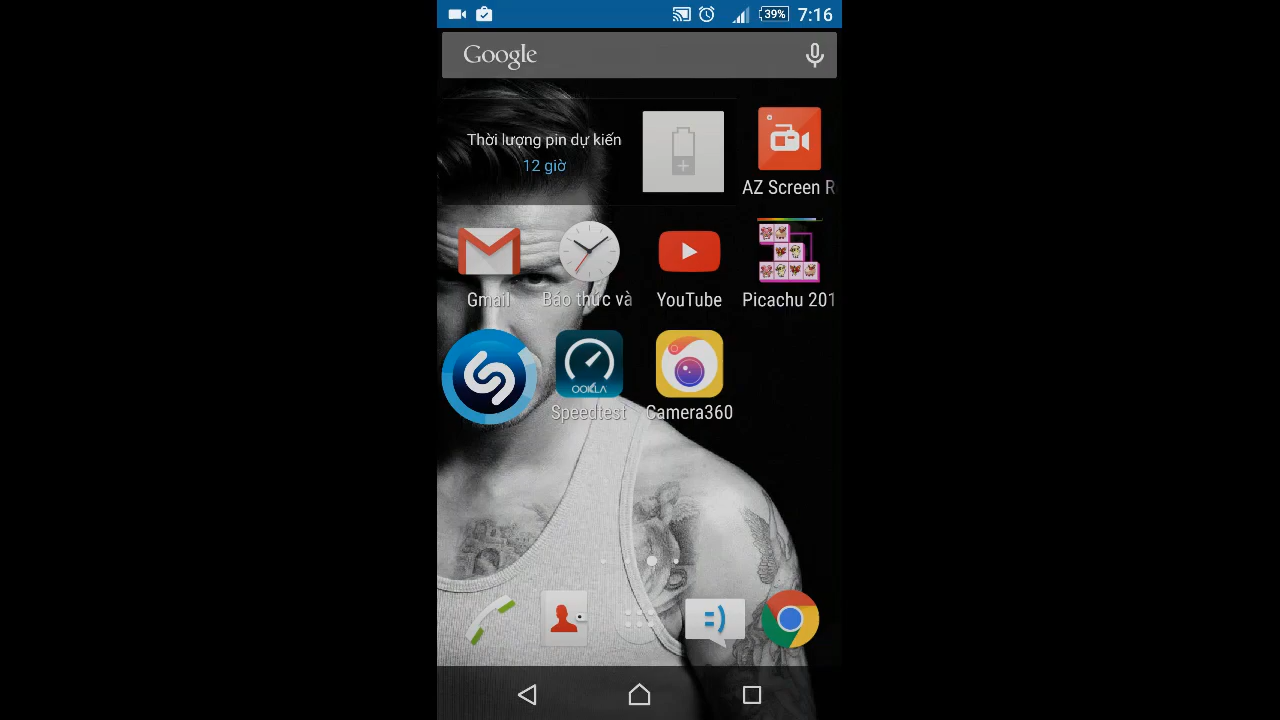 39% 7:16
Google
Thời lượng pin dự kiến
12 giờ
AZ Screen R
Gmail
Báo thức và
YouTube
Picachu 201
OOKLA
Speedtest
Camera360